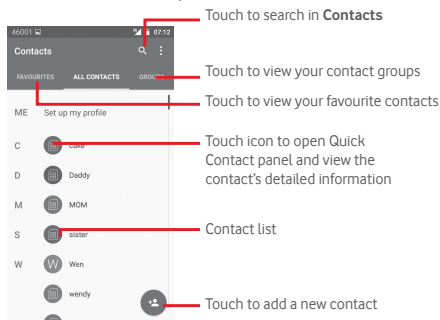 Touch to search in Contacts
46001 07:12
Contacts
Touch to view your contact groups
FAVOURITES ALL CONTACTS GROUPS
Touch to view your favourite contacts
ME Set up my profile
Touch icon to open Quick
Contact panel and view the
contact's detailed information
C cake
D Daddy
M MOM
Contact list
S sister
W W Wen
wendy
Touch to add a new contact